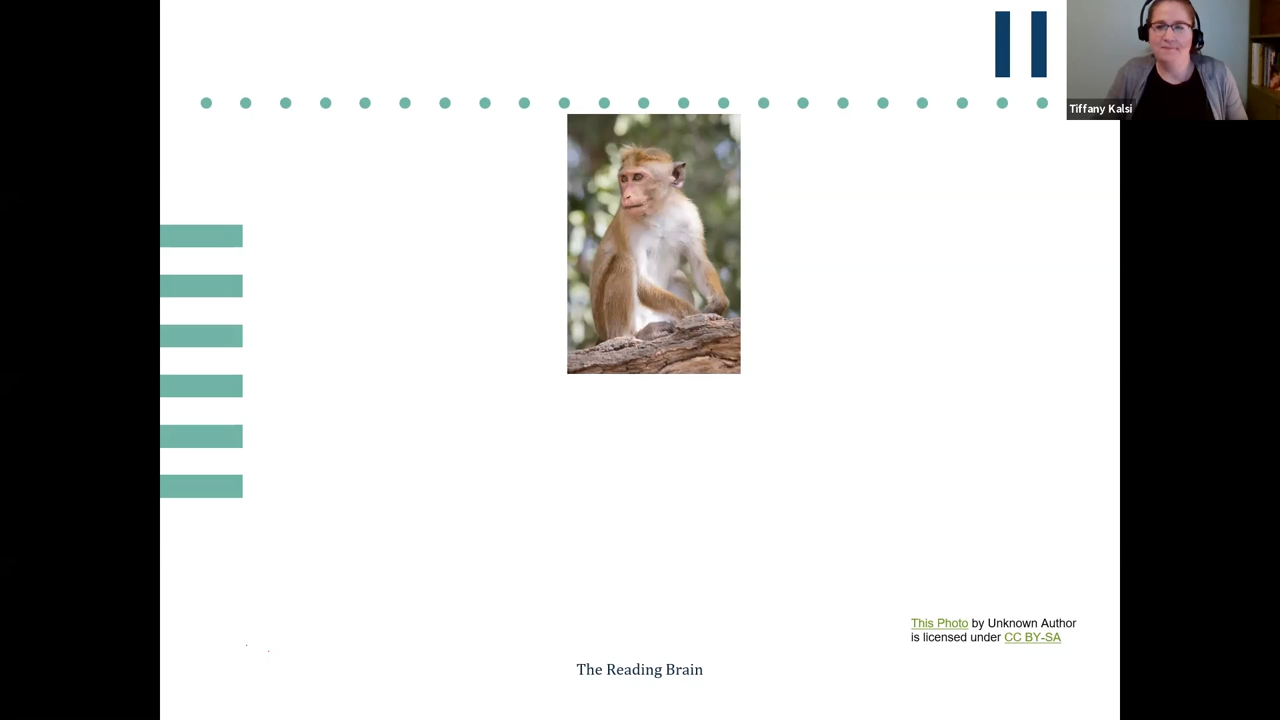 Tiffany Kalsi
This Photo by Unknown Author
is licensed under CC BY-SA
The Reading Brain